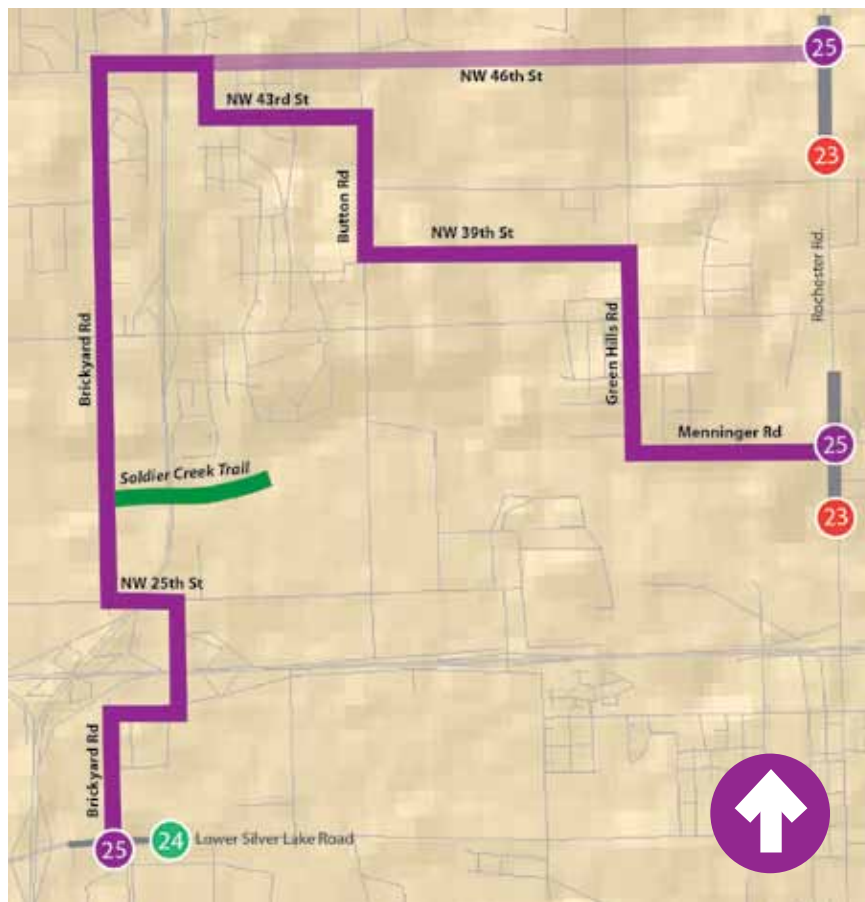 25
NW 46th St
NW 43rd St
23
Button Rd
NW 39th St
Rochester Rd.
Brickyard Rd
Green Hills Rd
Menninger Rd
25
Soldier Creek Trail
23
NW 25th St
Brickyard Rd
25
24
Lower Silver Lake Road